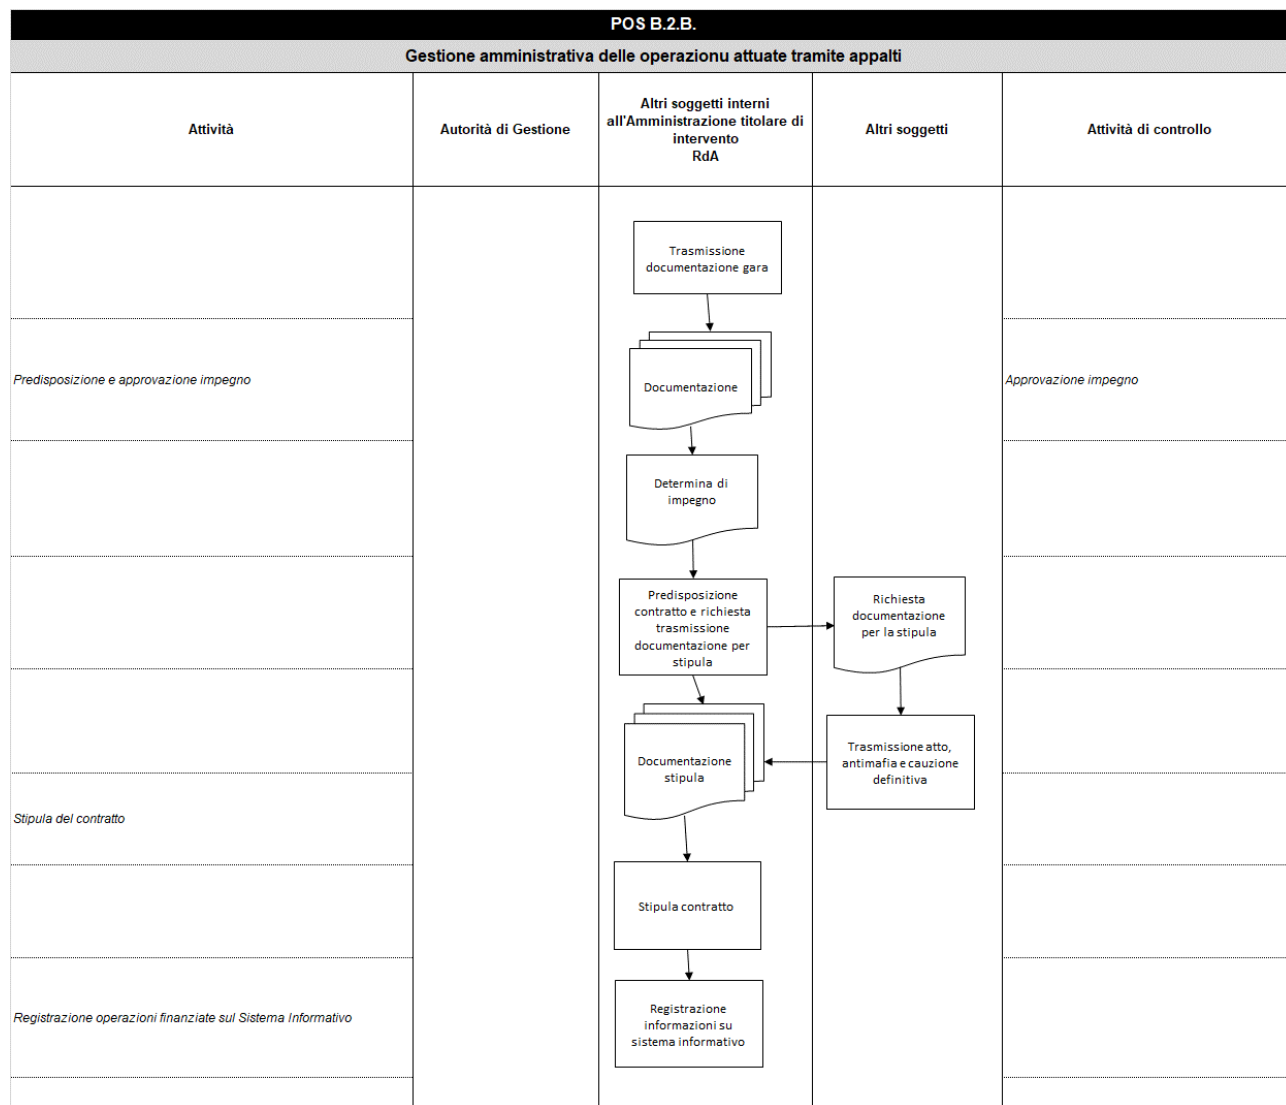 POS B.2.B.
Gestione amministrativa delle operazionu attuate tramite appalti
Attività
Autorità di Gestione
Altri soggetti interni
all'Amministrazione titolare di
intervento
RdA
Altri soggetti
Attività di controllo
Trasmissione
documentazione gara
Predisposizione e approvazione impegno
Documentazione
Approvazione impegno
Determina di
impegno
Predisposizione
contratto e richiesta
trasmissione
documentazione per
stipula
Richiesta
documentazione
per la stipula
Documentazione
stipula
Trasmissione atto,
antimafia e cauzione
definitiva
Stipula del contratto
Stipula contratto
Registrazione operazioni finanziate sul Sistema Informativo
Registrazione
informazioni su
sistema informativo